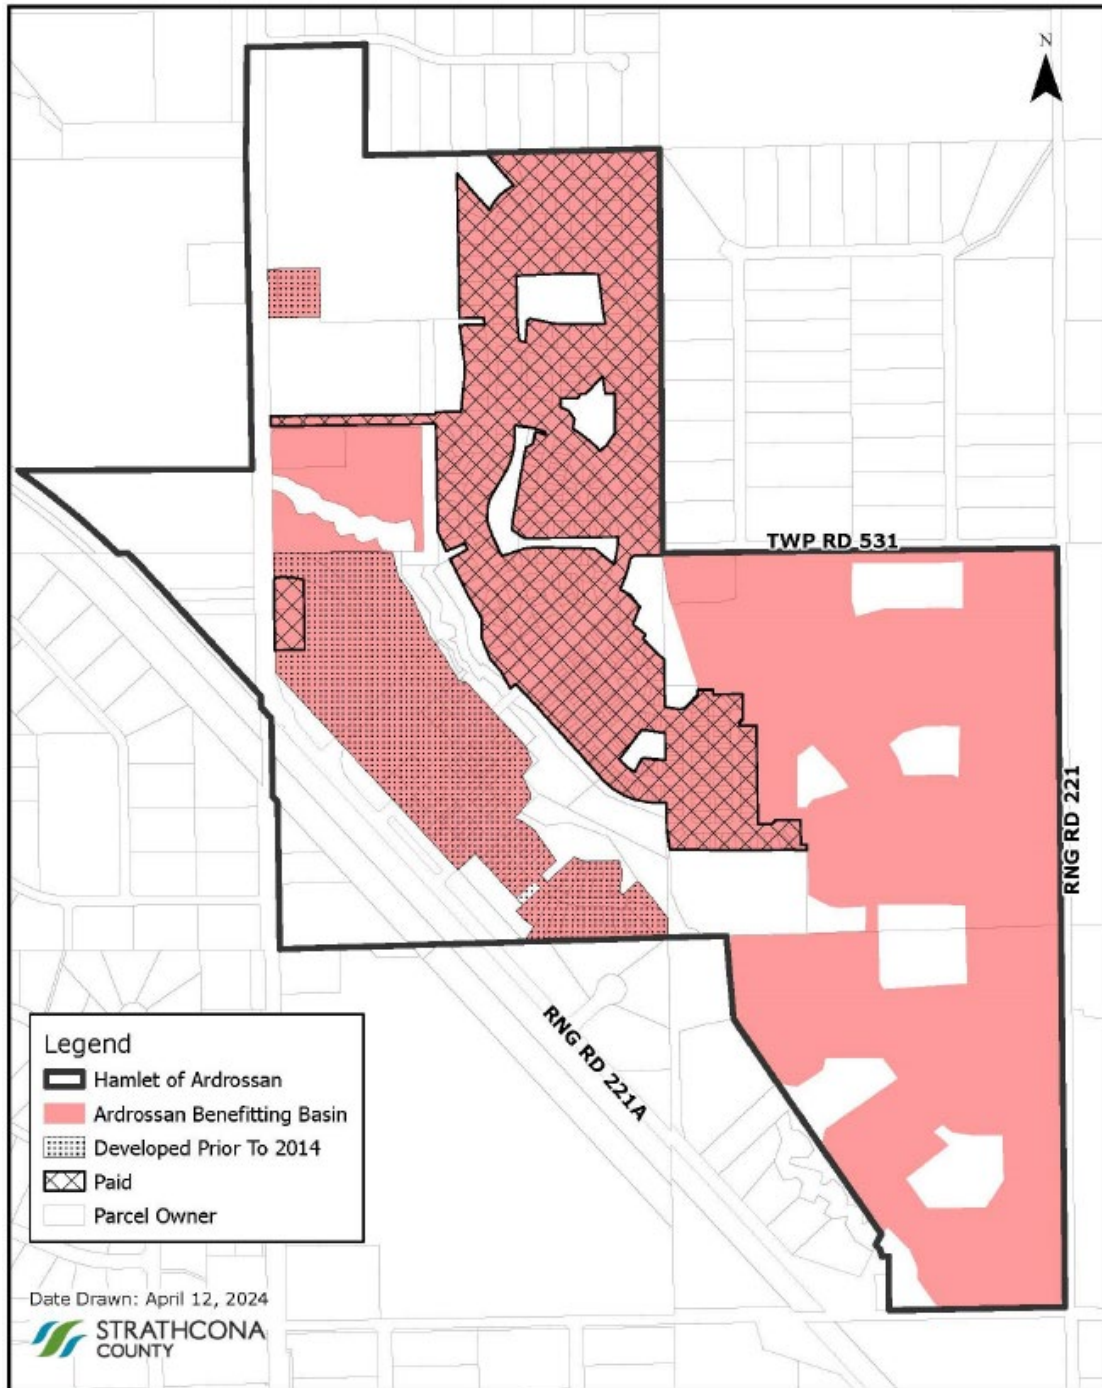 N
TWP RD 531
RNG RD 221
RNG RD 221A
Legend
Hamlet of Ardrossan
Ardrossan Benefitting Basin
Developed Prior To 2014
Paid
Parcel Owner
Date Drawn: April 12, 2024
STRATHCONA
COUNTY